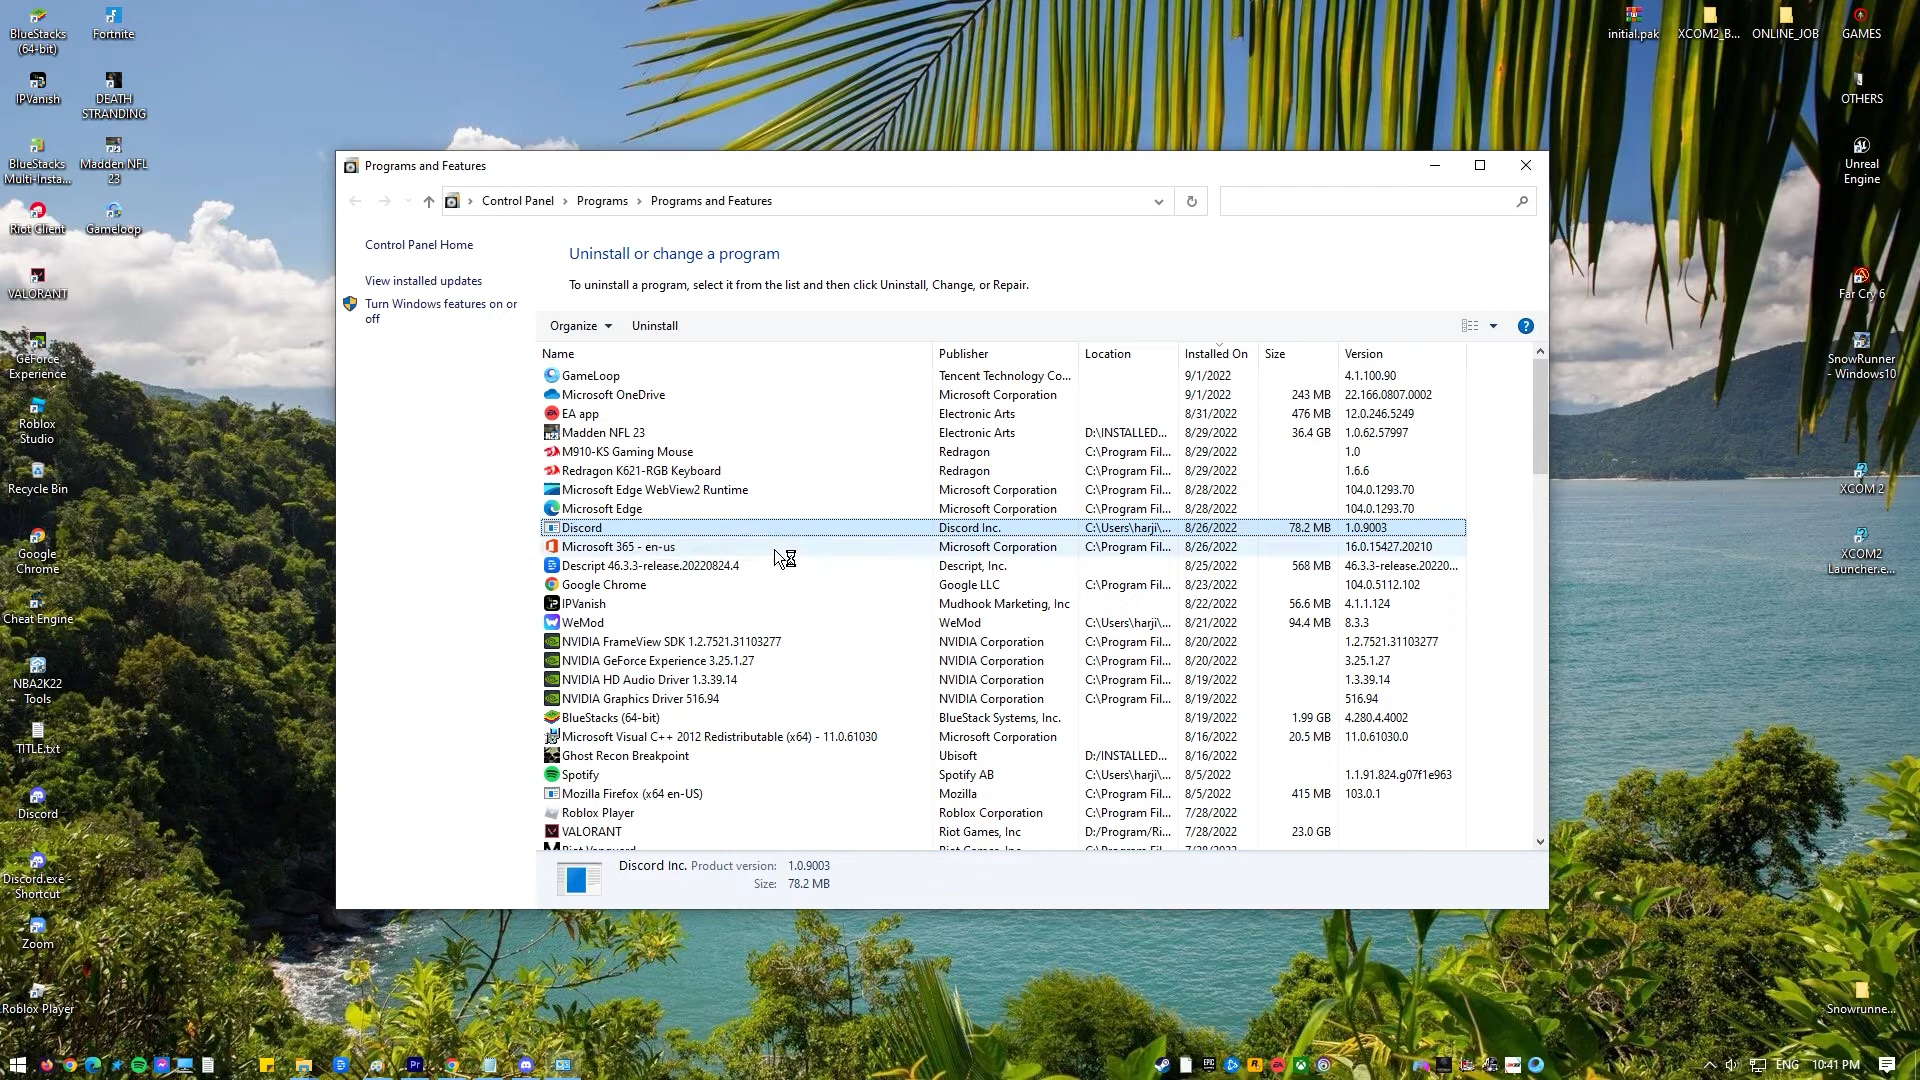 BlueStacks
(64-bit)
Fortnite
IPVanish
DEATH
STRANDING
BlueStacks
Multi-Insta...
Madden NFL
23
Riot Client
Gameloop
VALORANT
GeForce
Experience
Roblox
Studio
Recycle Bin
Google
Chrome
Cheat Engine
NBA2K22
Tools
TITLE.txt
Discord
Discord.exe -
Shortcut
Zoom
Roblox Player
initial.pak
XCOM2_B...
ONLINE_JOB
GAMES
OTHERS
Unreal
Engine
Far Cry 6
SnowRunner
- Windows10
XCOM 2
XCOM2
Launcher.e...
Snowrunne...
Programs and Features
Control Panel > Programs > Programs and Features
Control Panel Home
View installed updates
Turn Windows features on or
off
Uninstall or change a program
To uninstall a program, select it from the list and then click Uninstall, Change, or Repair.
Organize Uninstall
Name Publisher Location Installed On Size Version
GameLoop Tencent Technology Co... 9/1/2022 4.1.100.90
Microsoft OneDrive Microsoft Corporation 9/1/2022 243 MB 22.166.0807.0002
EA app Electronic Arts 8/31/2022 476 MB 12.0.246.5249
Madden NFL 23 Electronic Arts D:\INSTALLED... 8/29/2022 36.4 GB 1.0.62.57997
M910-KS Gaming Mouse Redragon C:\Program Fil... 8/29/2022 1.0
Redragon K621-RGB Keyboard Redragon C:\Program Fil... 8/29/2022 1.6.6
Microsoft Edge WebView2 Runtime Microsoft Corporation C:\Program Fil... 8/28/2022 104.0.1293.70
Microsoft Edge Microsoft Corporation C:\Program Fil... 8/28/2022 104.0.1293.70
Discord Discord Inc. C:\Users\harji\... 8/26/2022 78.2 MB 1.0.9003
Microsoft 365 - en-us Microsoft Corporation C:\Program Fil... 8/26/2022 16.0.15427.20210
Descript 46.3.3-release.20220824.4 Descript, Inc. 8/25/2022 568 MB 46.3.3-release.20220...
Google Chrome Google LLC C:\Program Fil... 8/23/2022 104.0.5112.102
IPVanish Mudhook Marketing, Inc 8/22/2022 56.6 MB 4.1.1.124
WeMod WeMod C:\Users\harji\... 8/21/2022 94.4 MB 8.3.3
NVIDIA FrameView SDK 1.2.7521.31103277 NVIDIA Corporation C:\Program Fil... 8/20/2022 1.2.7521.31103277
NVIDIA GeForce Experience 3.25.1.27 NVIDIA Corporation C:\Program Fil... 8/20/2022 3.25.1.27
NVIDIA HD Audio Driver 1.3.39.14 NVIDIA Corporation C:\Program Fil... 8/19/2022 1.3.39.14
NVIDIA Graphics Driver 516.94 NVIDIA Corporation C:\Program Fil... 8/19/2022 516.94
BlueStacks (64-bit) BlueStack Systems, Inc. 8/19/2022 1.99 GB 4.280.4.4002
Microsoft Visual C++ 2012 Redistributable (x64) - 11.0.61030 Microsoft Corporation 8/16/2022 20.5 MB 11.0.61030.0
Ghost Recon Breakpoint Ubisoft D:/INSTALLED... 8/16/2022
Spotify Spotify AB C:\Users\harji\... 8/5/2022 1.1.91.824.g07f1e963
Mozilla Firefox (x64 en-US) Mozilla C:\Program Fil... 8/5/2022 415 MB 103.0.1
Roblox Player Roblox Corporation C:\Program Fil... 7/28/2022
VALORANT Riot Games, Inc D:/Program/Ri... 7/28/2022 23.0 GB
Riot Vanguard Riot Games, Inc. C:\Program Fil... 7/28/2022
Discord Inc. Product version: 1.0.9003
Size: 78.2 MB
ENG 10:41 PM